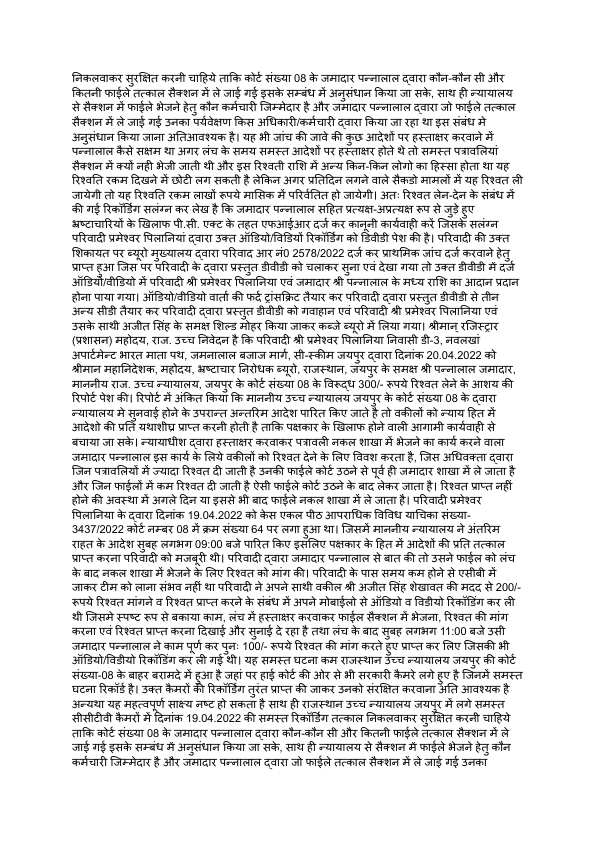 निकलवाकर सुरक्षित करनी चाहिये ताकि कोर्ट संख्या 08 के जमादार पन्नालाल द्वारा कौन-कौन सी और
कितनी फाईले तत्काल सैक्शन में ले जाई गई इसके सम्बंध में अनुसंधान किया जा सके, साथ ही न्यायालय
से सैक्शन में फाईले भेजने हेतु कौन कर्मचारी जिम्मेदार है और जमादार पन्नालाल द्वारा जो फाईले तत्काल
सैक्शन में ले जाई गई उनका पर्यवेक्षण किस अधिकारी/कर्मचारी द्वारा किया जा रहा था इस संबंध मे
अनुसंधान किया जाना अतिआवश्यक है। यह भी जांच की जावे की कुछ आदेशों पर हस्ताक्षर करवाने में
पन्नालाल कैसे सक्षम था अगर लंच के समय समस्त आदेशों पर हस्ताक्षर होते थे तो समस्त पत्रावलियां
सैक्शन में क्यों नही भेजी जाती थी और इस रिश्वती राशि में अन्य किन-किन लोगो का हिस्सा होता था यह
रिश्वति रकम दिखने में छोटी लग सकती है लेकिन अगर प्रतिदिन लगने वाले सैकडो मामलों में यह रिश्वत ली
जायेगी तो यह रिश्वति रकम लाखों रूपये मासिक में परिर्वतित हो जायेगी। अतः रिश्वत लेन-देन के संबंध में
की गई रिकॉर्डिंग सलंग्न कर लेख है कि जमादार पन्नालाल सहित प्रत्यक्ष-अप्रत्यक्ष रूप से जुडे हुए
भ्रष्टाचारियों के खिलाफ पी.सी. एक्ट के तहत एफआईआर दर्ज कर कानूनी कार्यवाही करें जिसके सलंग्न
परिवादी प्रमेश्वर पिलानियां द्वारा उक्त ऑडियो/विडियों रिकॉर्डिंग को डिवीडी पेश की है। परिवादी की उक्त
शिकायत पर ब्यूरो मुख्यालय द्वारा परिवाद आर नं0 2578/2022 दर्ज कर प्राथमिक जांच दर्ज करवाने हेतु
प्राप्त हुआ जिस पर परिवादी के द्वारा प्रस्तुत डीवीडी को चलाकर सुना एवं देखा गया तो उक्त डीवीडी में दर्ज
ऑडियो/वीडियो में परिवादी श्री प्रमेश्वर पिलानिया एवं जमादार श्री पन्नालाल के मध्य राशि का आदान प्रदान
होना पाया गया। ऑडियो/वीडियो वार्ता की फर्द ट्रांसक्रिट तैयार कर परिवादी द्वारा प्रस्तुत डीवीडी से तीन
अन्य सीडी तैयार कर परिवादी द्वारा प्रस्तुत डीवीडी को गवाहान एवं परिवादी श्री प्रमेश्वर पिलानिया एवं
उसके साथी अजीत सिंह के समक्ष शिल्ड मोहर किया जाकर कब्जे ब्यूरो में लिया गया। श्रीमान् रजिस्ट्रार
(प्रशासन) महोदय, राज. उच्च निवेदन है कि परिवादी श्री प्रमेश्वर पिलानिया निवासी डी-3, नवलखां
अपार्टमेन्ट भारत माता पथ, जमनालाल बजाज मार्ग, सी-स्कीम जयपुर द्वारा दिनांक 20.04.2022 को
श्रीमान महानिदेशक, महोदय, भ्रष्टाचार निरोधक ब्यूरो, राजस्थान, जयपुर के समक्ष श्री पन्नालाल जमादार,
माननीय राज. उच्च न्यायालय, जयपुर के कोर्ट संख्या 08 के विरुद्ध 300/- रूपये रिश्वत लेने के आशय की
रिपोर्ट पेश की। रिपोर्ट में अंकित किया कि माननीय उच्च न्यायालय जयपुर के कोर्ट संख्या 08 के द्वारा
न्यायालय मे सुनवाई होने के उपरान्त अन्तरिम आदेश पारित किए जाते है तो वकीलों को न्याय हित में
आदेशो की प्रति यथाशीघ्र प्राप्त करनी होती है ताकि पक्षकार के खिलाफ होने वाली आगामी कार्यवाही से
बचाया जा सके। न्यायाधीश द्वारा हस्ताक्षर करवाकर पत्रावली नकल शाखा में भेजने का कार्य करने वाला
जमादार पन्नालाल इस कार्य के लिये वकीलों को रिश्वत देने के लिए विवश करता है, जिस अधिवक्ता द्वारा
जिन पत्रावलियों में ज्यादा रिश्वत दी जाती है उनकी फाईले कोर्ट उठने से पूर्व ही जमादार शाखा में ले जाता है
और जिन फाईलों में कम रिश्वत दी जाती है ऐसी फाईले कोर्ट उठने के बाद लेकर जाता है। रिश्वत प्राप्त नहीं
होने की अवस्था में अगले दिन या इससे भी बाद फाईले नकल शाखा में ले जाता है। परिवादी प्रमेश्वर
पिलानिया के द्वारा दिनांक 19.04.2022 को केस एकल पीठ आपराधिक विविध याचिका संख्या-
3437/2022 कोर्ट नम्बर 08 में क्रम संख्या 64 पर लगा हुआ था। जिसमें माननीय न्यायालय ने अंतरिम
राहत के आदेश सुबह लगभग 09:00 बजे पारित किए इसलिए पक्षकार के हित में आदेशों की प्रति तत्काल
प्राप्त करना परिवादी को मजबूरी थी। परिवादी द्वारा जमादार पन्नालाल से बात की तो उसने फाईल को लंच
के बाद नकल शाखा में भेजने के लिए रिश्वत को मांग की। परिवादी के पास समय कम होने से एसीबी में
जाकर टीम को लाना संभव नहीं था परिवादी ने अपने साथी वकील श्री अजीत सिंह शेखावत की मदद से 200/-
रूपये रिश्वत मांगने व रिश्वत प्राप्त करने के संबंध में अपने मोबाईलो से ऑडियो व विडीयो रिकॉडिंग कर ली
थी जिसमे स्पष्ट रूप से बकाया काम, लंच में हस्ताक्षर करवाकर फाईल सैक्शन में भेजना, रिश्वत की मांग
करना एवं रिश्वत प्राप्त करना दिखाई और सुनाई दे रहा है तथा लंच के बाद सुबह लगभग 11:00 बजे उसी
जमादार पन्नालाल ने काम पूर्ण कर पुनः 100/- रूपये रिश्वत की मांग करते हुए प्राप्त कर लिए जिसकी भी
ऑडियो/विडीयो रिकॉडिंग कर ली गई थी। यह समस्त घटना कम राजस्थान उच्च न्यायालय जयपुर की कोर्ट
संख्या-08 के बाहर बरामदे में हुआ है जहां पर हाई कोर्ट की ओर से भी सरकारी कैमरे लगे हुए है जिनमें समस्त
घटना रिकॉर्ड है। उक्त कैमरों की रिकॉर्डिंग तुरंत प्राप्त की जाकर उनको संरक्षित करवाना अति आवश्यक है
अन्यथा यह महत्वपूर्ण साक्ष्य नष्ट हो सकता है साथ ही राजस्थान उच्च न्यायालय जयपुर में लगे समस्त
सीसीटीवी कैमरों में दिनांक 19.04.2022 की समस्त रिकॉर्डिंग तत्काल निकलवाकर सुरक्षित करनी चाहिये
ताकि कोर्ट संख्या 08 के जमादार पन्नालाल द्वारा कौन-कौन सी और कितनी फाईले तत्काल सैक्शन में ले
जाई गई इसके सम्बंध में अनुसंधान किया जा सके, साथ ही न्यायालय से सैक्शन में फाईले भेजने हेतु कौन
कर्मचारी जिम्मेदार है और जमादार पन्नालाल द्वारा जो फाईले तत्काल सैक्शन में ले जाई गई उनका